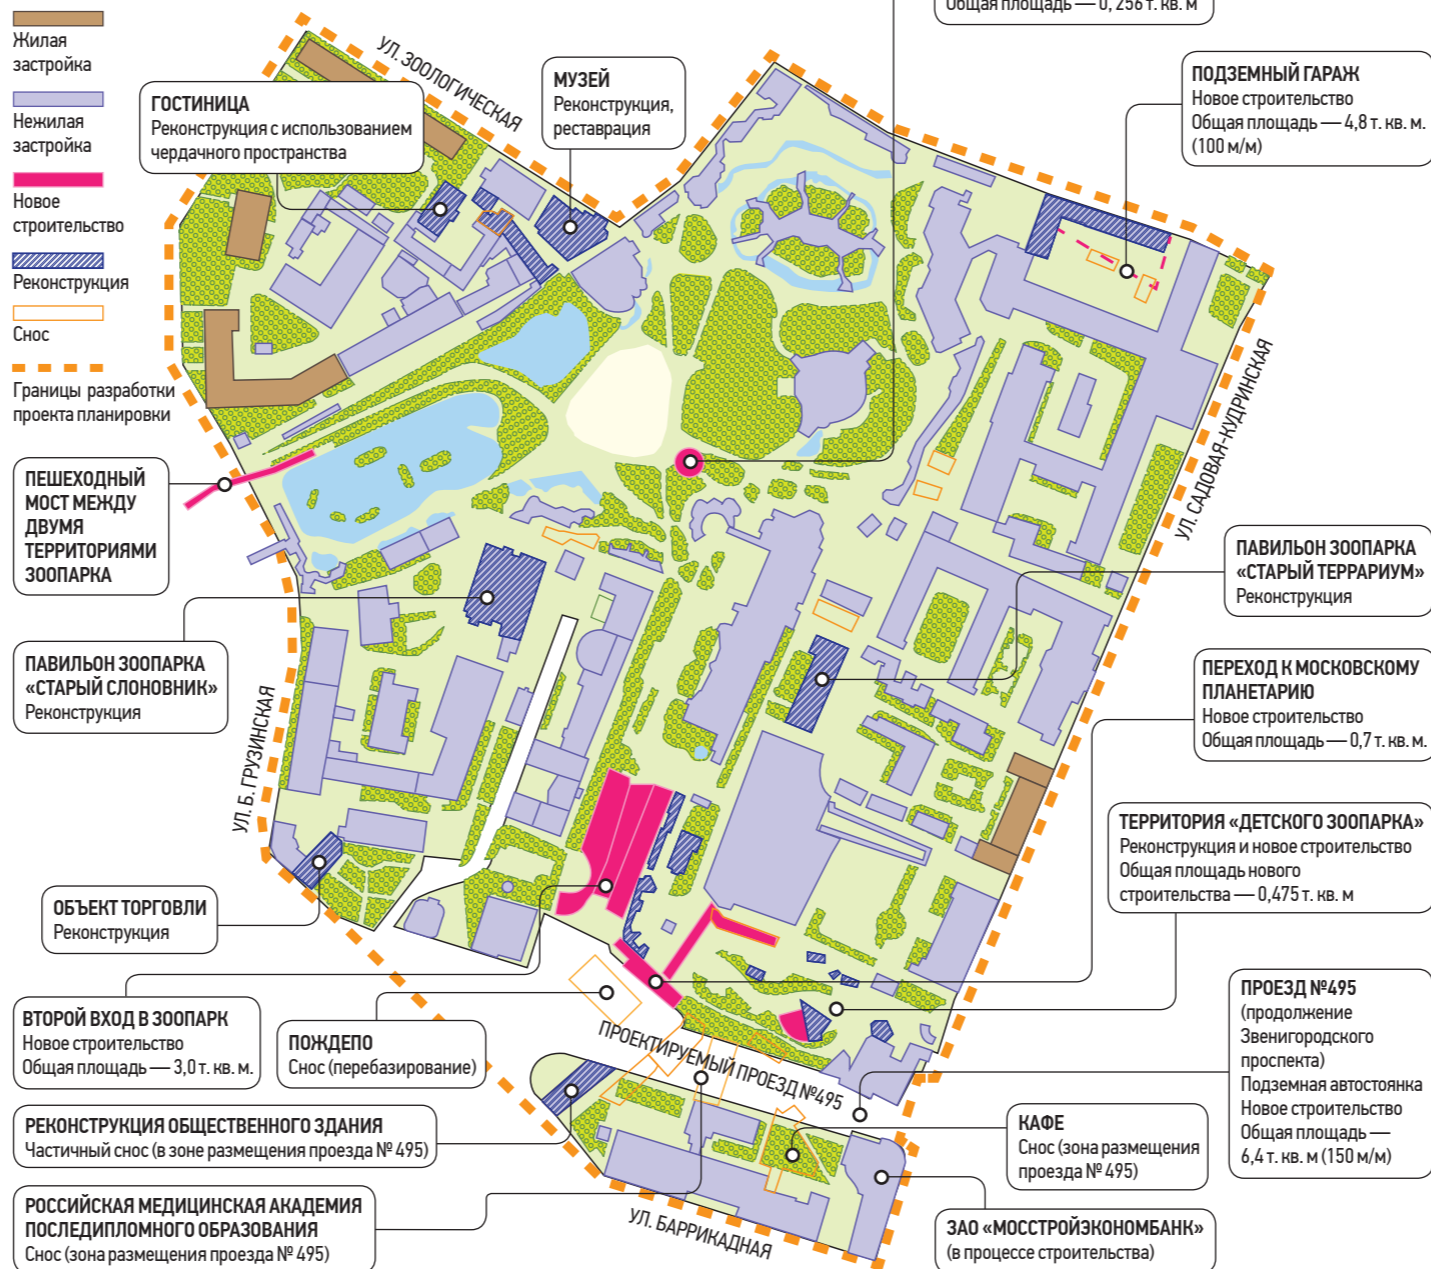 Общая площадь — 0, 256 т. кв. м
Жилая
застройка
Нежилая
застройка
Новое
строительство
Реконструкция
Снос
Границы разработки
проекта планировки
УЛ. ЗООЛОГИЧЕСКАЯ
ГОСТИНИЦА
Реконструкция с использованием
чердачного пространства
МУЗЕЙ
Реконструкция,
реставрация
ПОДЗЕМНЫЙ ГАРАЖ
Новое строительство
Общая площадь — 4,8 т. кв. м.
(100 м/м)
УЛ. САДОВАЯ-КУДРИНСКАЯ
ПЕШЕХОДНЫЙ
МОСТ МЕЖДУ
ДВУМЯ
ТЕРРИТОРИЯМИ
ЗООПАРКА
ПАВИЛЬОН ЗООПАРКА
«СТАРЫЙ ТЕРРАРИУМ»
Реконструкция
ПАВИЛЬОН ЗООПАРКА
«СТАРЫЙ СЛОНОВНИК»
Реконструкция
ПЕРЕХОД К МОСКОВСКОМУ
ПЛАНЕТАРИЮ
Новое строительство
Общая площадь — 0,7 т. кв. м.
УЛ. Б. ГРУЗИНСКАЯ
ТЕРРИТОРИЯ «ДЕТСКОГО ЗООПАРКА»
Реконструкция и новое строительство
Общая площадь нового
строительства — 0,475 т. кв. м
ОБЪЕКТ ТОРГОВЛИ
Реконструкция
ВТОРОЙ ВХОД В ЗООПАРК
Новое строительство
Общая площадь — 3,0 т. кв. м.
ПОЖДЕПО
Снос (перебазирование)
ПРОЕКТИРУЕМЫЙ ПРОЕЗД №495
ПРОЕЗД №495
(продолжение
Звенигородского
проспекта)
Подземная автостоянка
Новое строительство
Общая площадь —
6,4 т. кв. м (150 м/м)
РЕКОНСТРУКЦИЯ ОБЩЕСТВЕННОГО ЗДАНИЯ
Частичный снос (в зоне размещения проезда № 495)
КАФЕ
Снос (зона размещения
проезда № 495)
РОССИЙСКАЯ МЕДИЦИНСКАЯ АКАДЕМИЯ
ПОСЛЕДИПЛОМНОГО ОБРАЗОВАНИЯ
Снос (зона размещения проезда № 495)
УЛ. БАРРИКАДНАЯ
ЗАО «МОССТРОЙЭКОНОМБАНК»
(в процессе строительства)